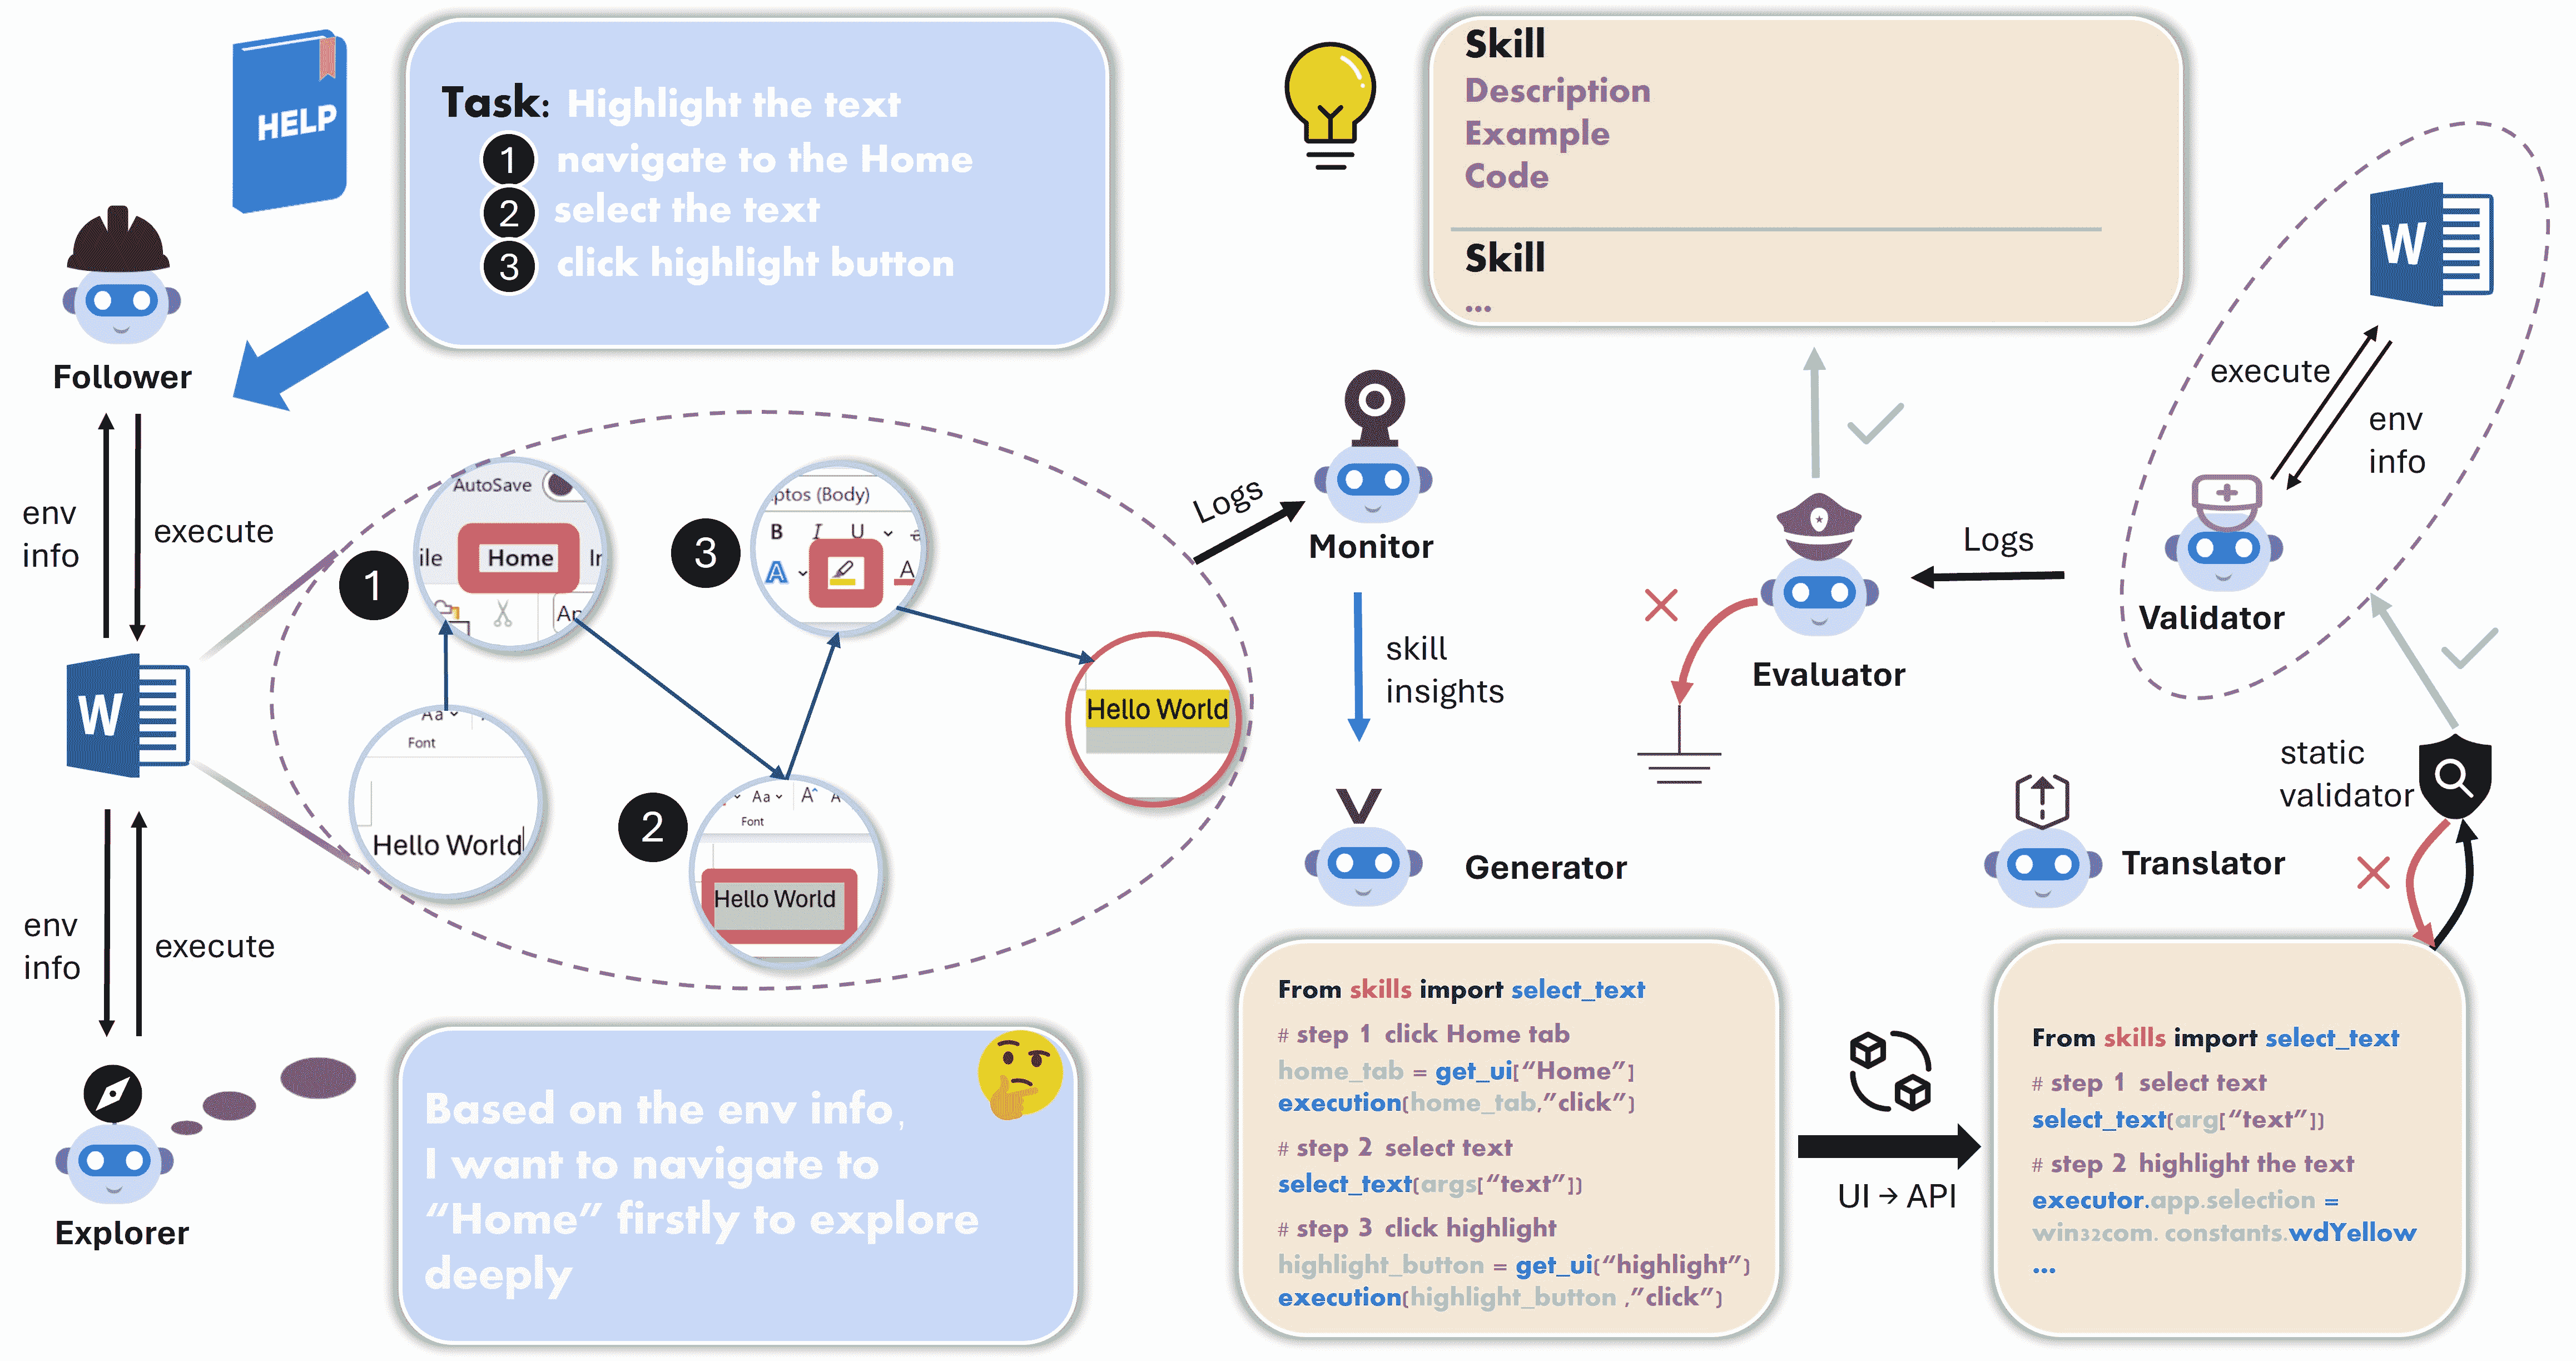 HELP
Task: Highlight the text
1 navigate to the Home
2 select the text
3 click highlight button
Follower
env
info
execute
W
env
info
execute
Explorer
Based on the env info,
I want to navigate to
“Home” firstly to explore
deeply
1
AutoSave
ile Home In
Ar
Aa
Font
Hello World
2
Aa A A
Font
Hello World
3
ptos (Body)
B I U a
A A
Hello World
Logs
Monitor
skill
insights
Generator
From skills import select_text
# step 1 click Home tab
home_tab = get_ui[“Home”]
execution(home_tab,”click”)
# step 2 select text
select_text(args[“text”])
# step 3 click highlight
highlight_button = get_ui(“highlight”)
execution(highlight_button ,”click”)
UI → API
Translator
From skills import select_text
# step 1 select text
select_text(arg[“text”])
# step 2 highlight the text
executor.app.selection =
win32com. constants.wdYellow
...
static
validator
Validator
execute
env
info
W
Logs
Evaluator
Skill
Description
Example
Code
Skill
...